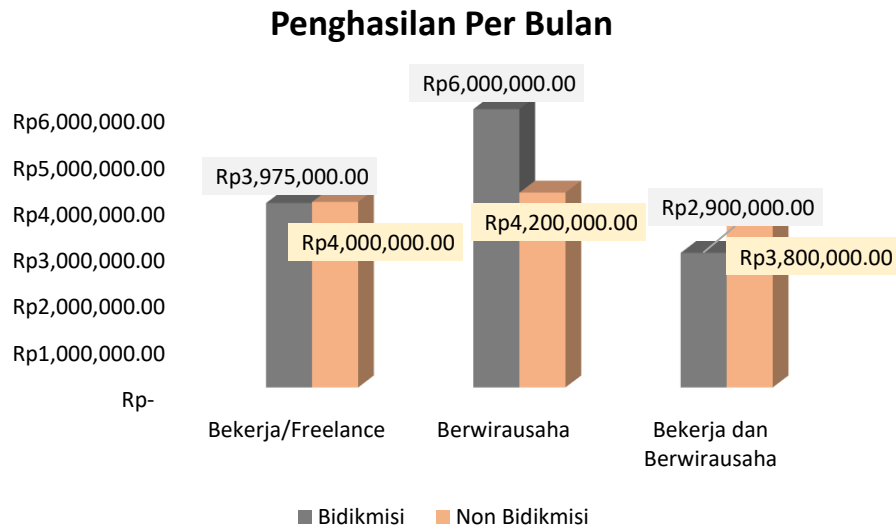 Penghasilan Per Bulan
Rp6,000,000.00
Rp6,000,000.00
Rp5,000,000.00
Rp3,975,000.00
Rp4,000,000.00
Rp4,200,000.00
Rp2,900,000.00
Rp4,000,000.00
Rp3,800,000.00
Rp3,000,000.00
Rp2,000,000.00
Rp1,000,000.00
Rp-
Bekerja/Freelance
Berwirausaha
Bekerja dan
Berwirausaha
Bidikmisi
Non Bidikmisi